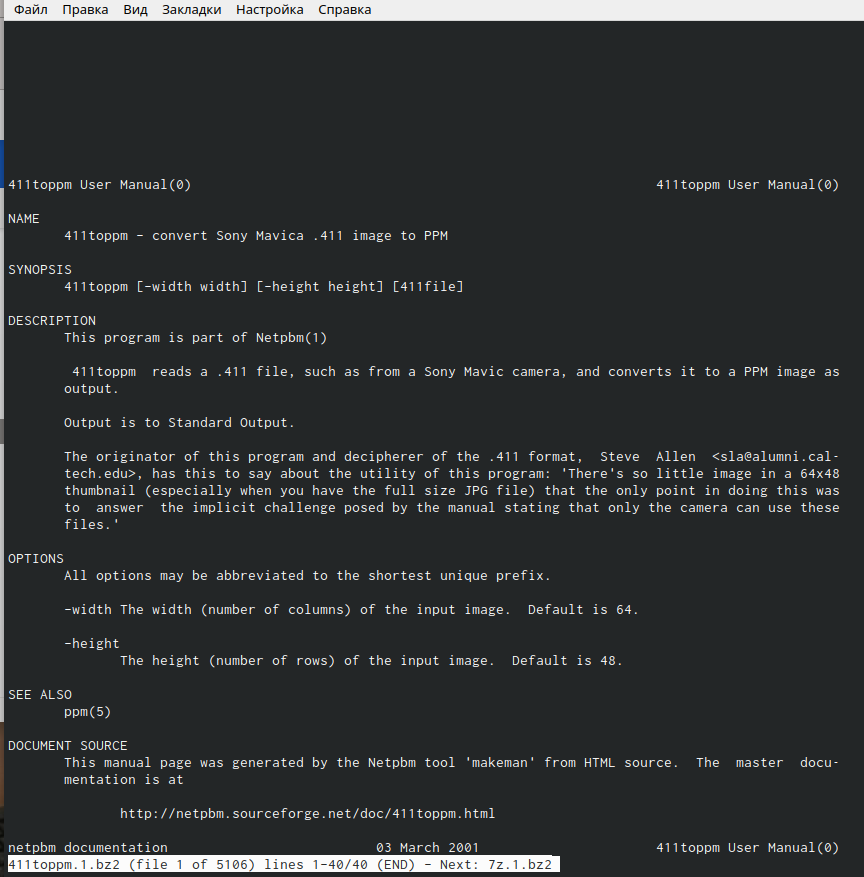 Файл Правка Вид Закладки Настройка Справка
411toppm User Manual(0) 411toppm User Manual(0)
NAME
411toppm - convert Sony Mavica .411 image to PPM
SYNOPSIS
411toppm [-width width] [-height height] [411file]
DESCRIPTION
This program is part of Netpbm(1)
411toppm reads a .411 file, such as from a Sony Mavic camera, and converts it to a PPM image as
output.
Output is to Standard Output.
The originator of this program and decipherer of the .411 format, Steve Allen <sla@alumni.cal-
tech.edu>, has this to say about the utility of this program: 'There's so little image in a 64x48
thumbnail (especially when you have the full size JPG file) that the only point in doing this was
to answer the implicit challenge posed by the manual stating that only the camera can use these
files.'
OPTIONS
All options may be abbreviated to the shortest unique prefix.
-width The width (number of columns) of the input image. Default is 64.
-height
The height (number of rows) of the input image. Default is 48.
SEE ALSO
ppm(5)
DOCUMENT SOURCE
This manual page was generated by the Netpbm tool 'makeman' from HTML source. The master docu-
mentation is at
http://netpbm.sourceforge.net/doc/411toppm.html
netpbm documentation 03 March 2001 411toppm User Manual(0)
411toppm.1.bz2 (file 1 of 5106) lines 1-40/40 (END) - Next: 7z.1.bz2